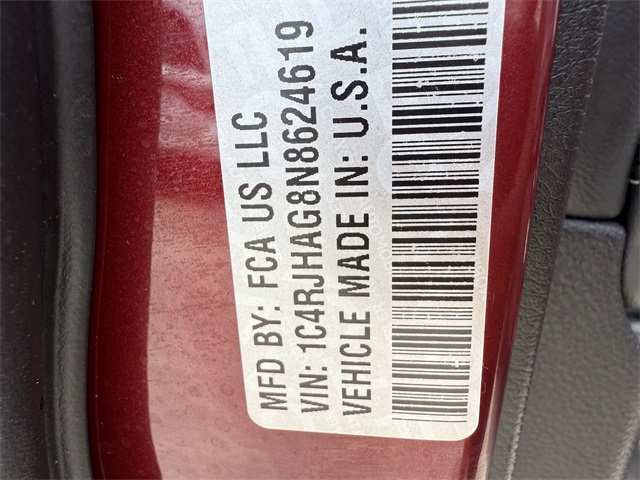 MFD BY: FCA US LLC
VIN: 1C4RJHAG8N8624619
VEHICLE MADE IN: U.S.A.